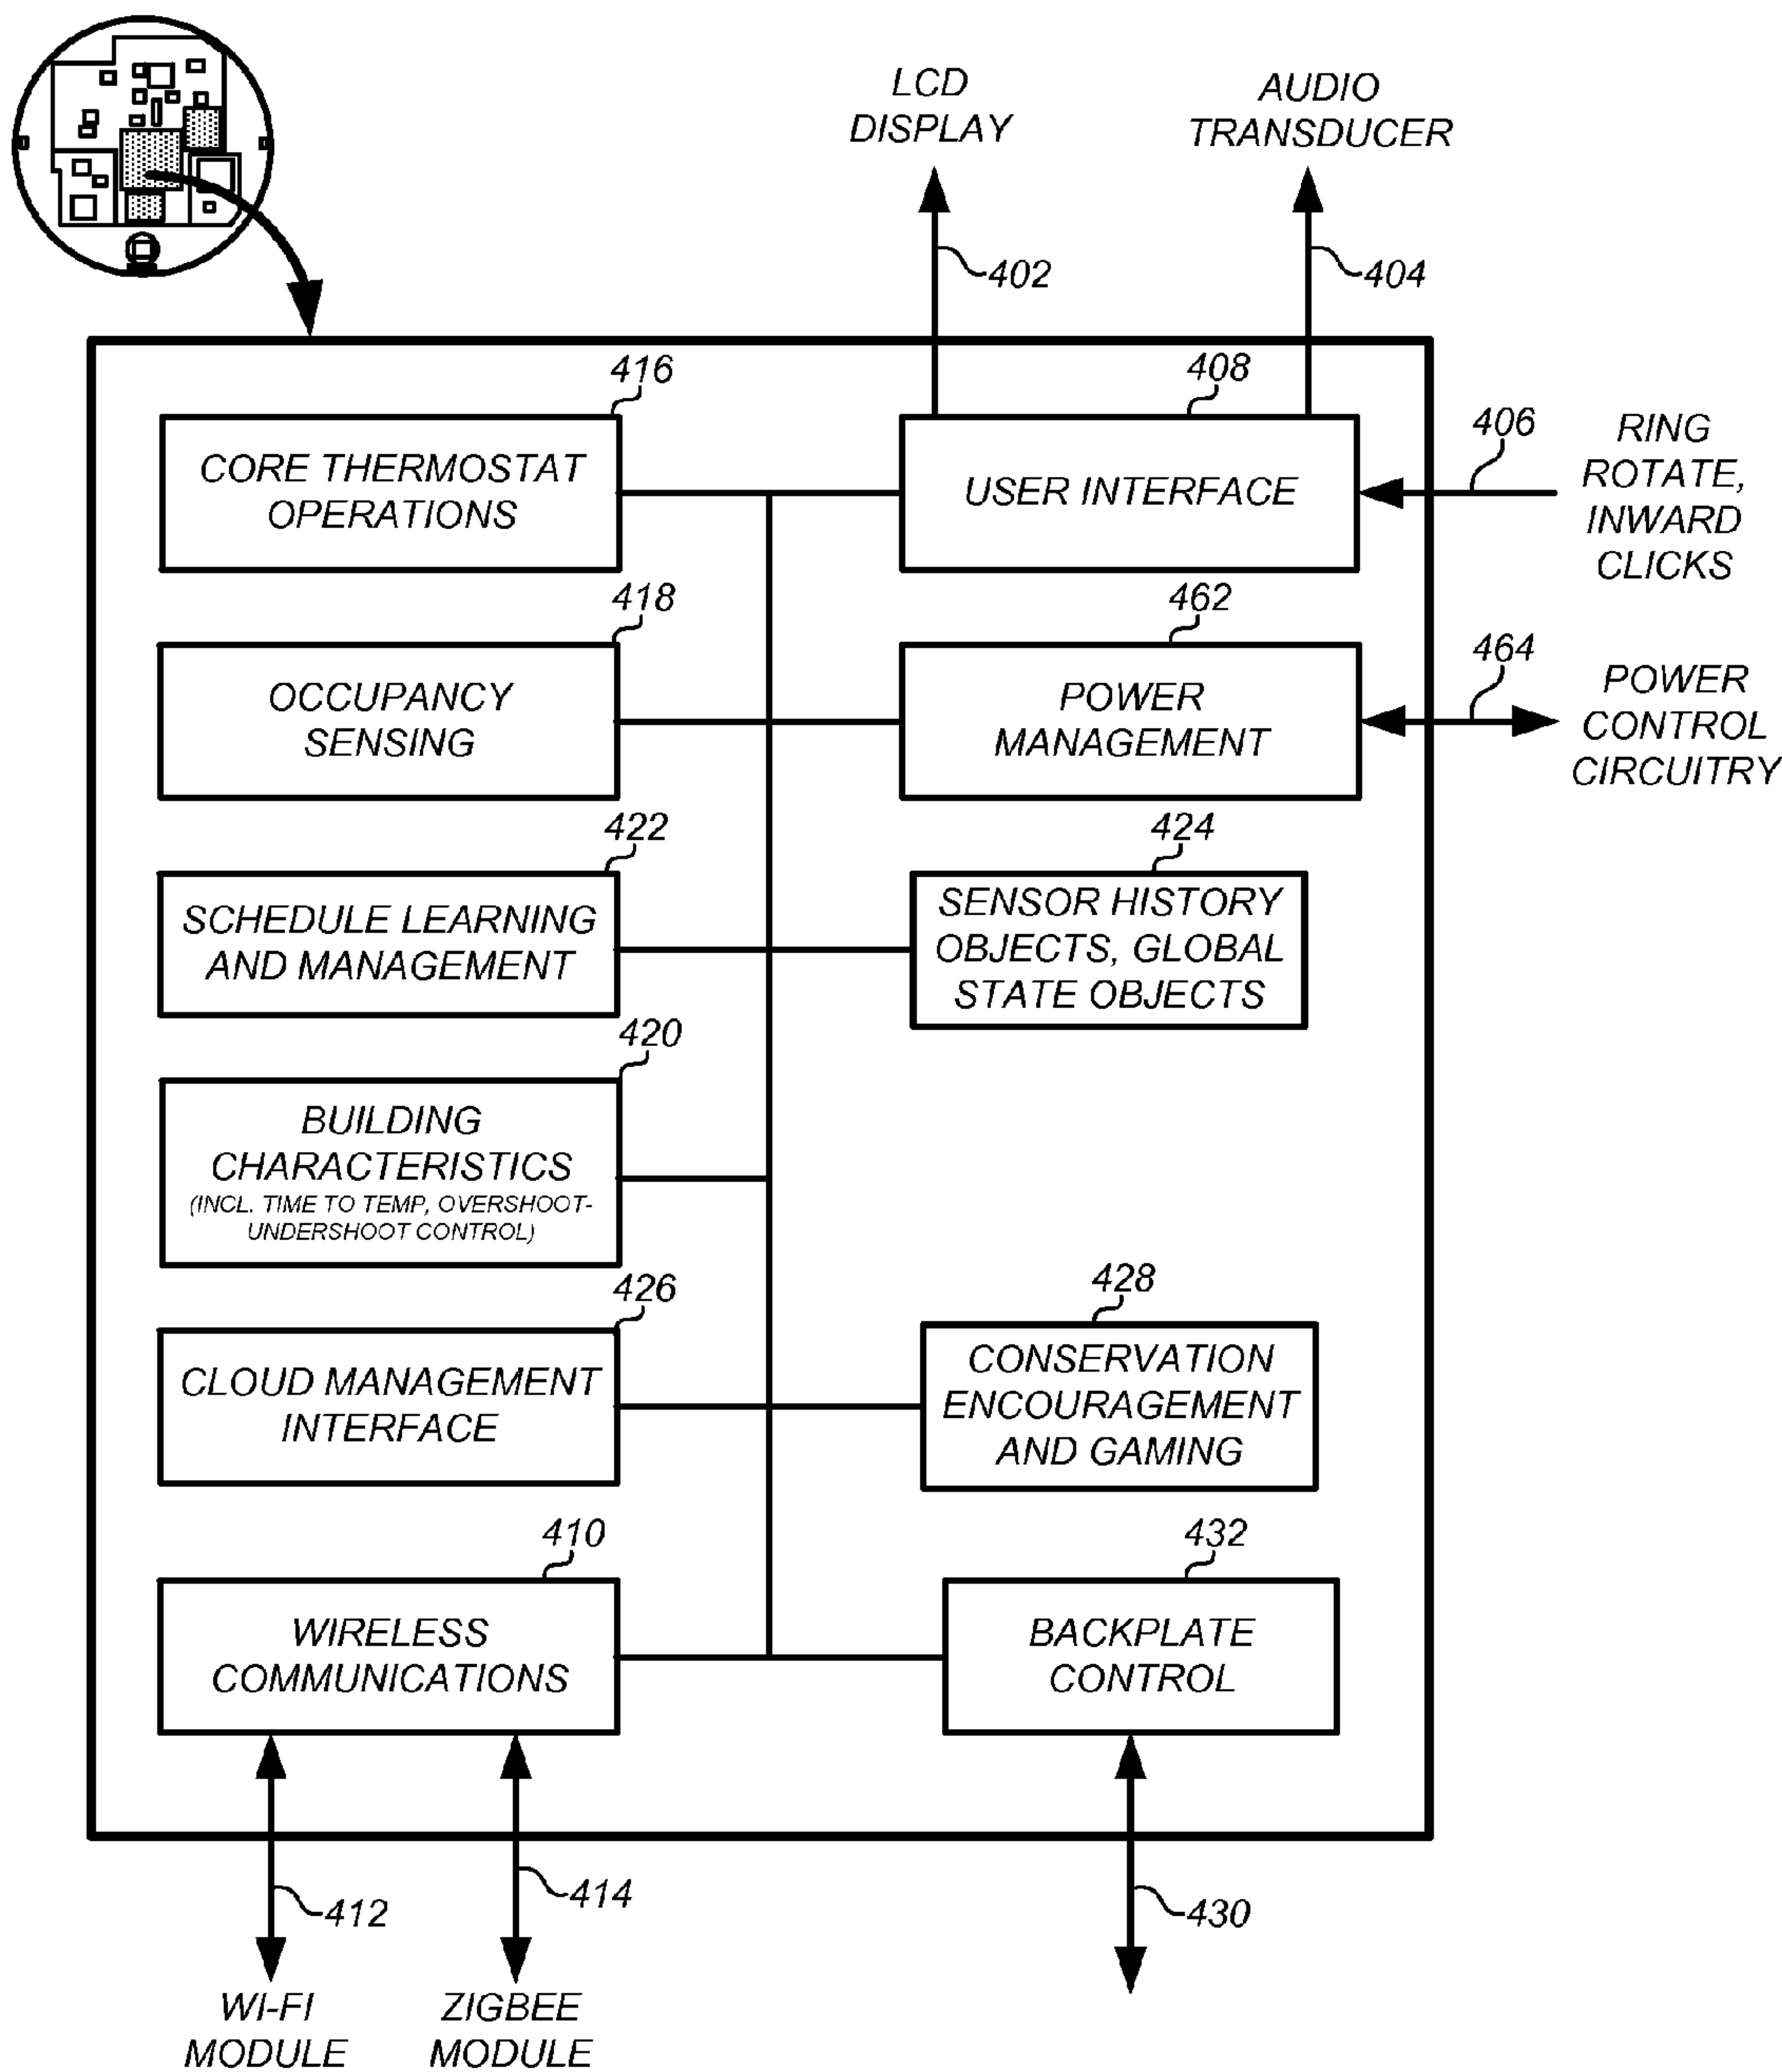 LCD
DISPLAY
AUDIO
TRANSDUCER
402
404
416
408
CORE THERMOSTAT
OPERATIONS
USER INTERFACE
406
RING
ROTATE,
INWARD
CLICKS
418
462
OCCUPANCY
SENSING
POWER
MANAGEMENT
464
POWER
CONTROL
CIRCUITRY
422
424
SCHEDULE LEARNING
AND MANAGEMENT
SENSOR HISTORY
OBJECTS, GLOBAL
STATE OBJECTS
420
BUILDING
CHARACTERISTICS
(INCL. TIME TO TEMP, OVERSHOOT-
UNDERSHOOT CONTROL)
426
428
CLOUD MANAGEMENT
INTERFACE
CONSERVATION
ENCOURAGEMENT
AND GAMING
410
432
WIRELESS
COMMUNICATIONS
BACKPLATE
CONTROL
412
414
430
WI-FI
MODULE
ZIGBEE
MODULE